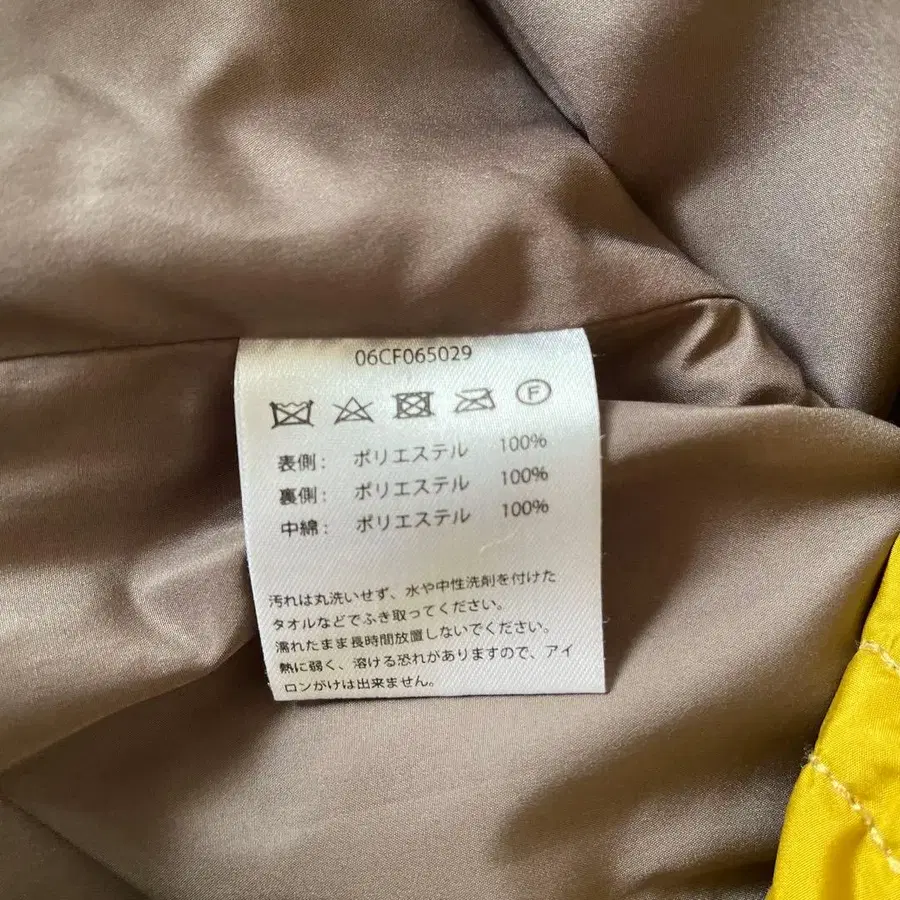 06CF065029
F
表側: ポリエステル 100%
裏側: ポリエステル 100%
中綿: ポリエステル 100%
汚れは丸洗いせず、水や中性洗剤を付けた
タオルなどでふき取ってください。
濡れたまま長時間放置しないでください。
熱に弱く、溶ける恐れがありますので、アイ
ロンがけは出来ません。